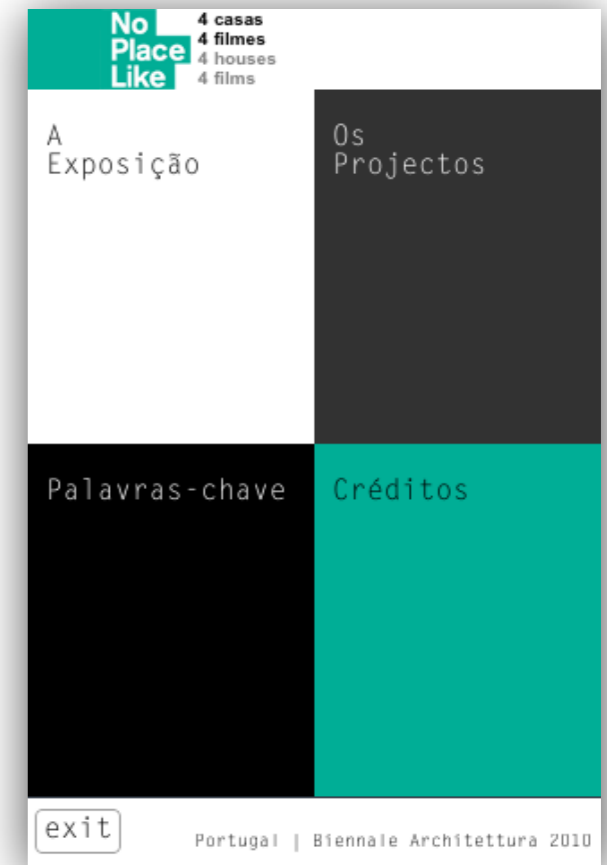 No
Place
Like
4 casas
4 filmes
4 houses
4 films
A
Exposição
Os
Projectos
Palavras-chave
Créditos
exit
Portugal | Biennale Architettura 2010